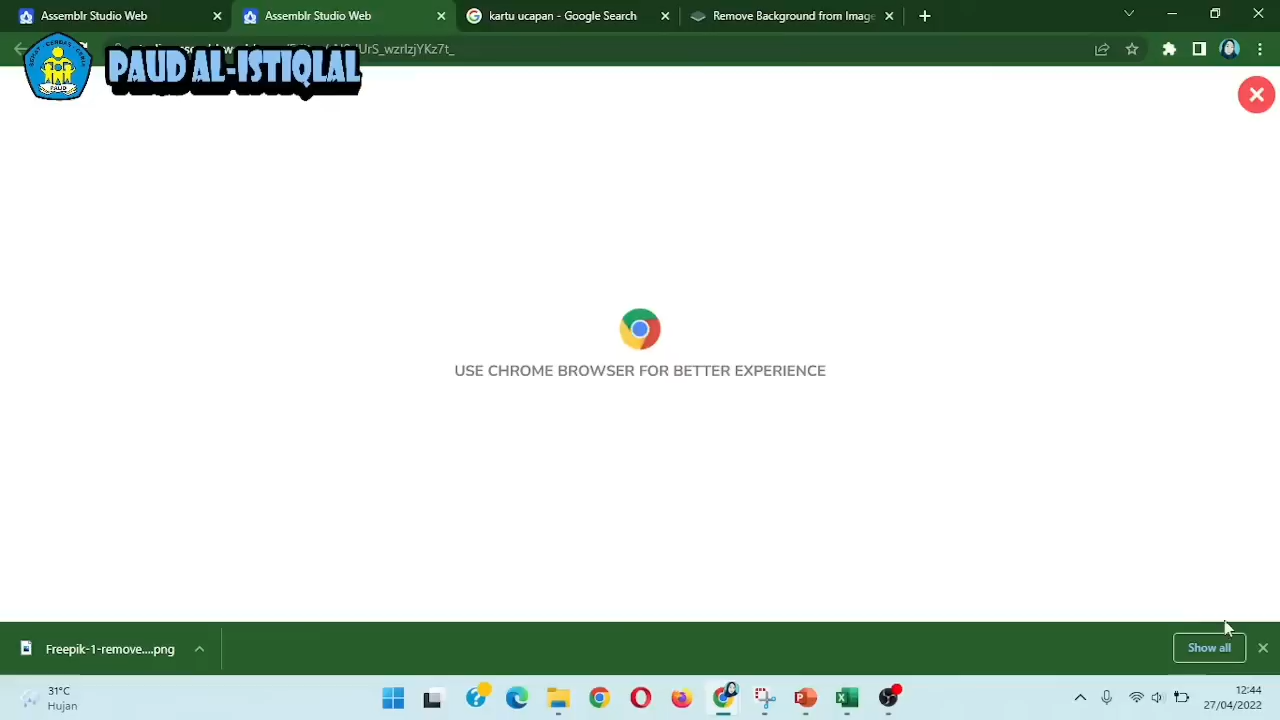 Assemblr Studio Web
Assemblr Studio Web
kartu ucapan - Google Search
Remove Background from Image
PAUD AL-ISTIQLAL
PAUD
USE CHROME BROWSER FOR BETTER EXPERIENCE
Freepik-1-remove....png
Show all
31°C
Hujan
12:44
27/04/2022